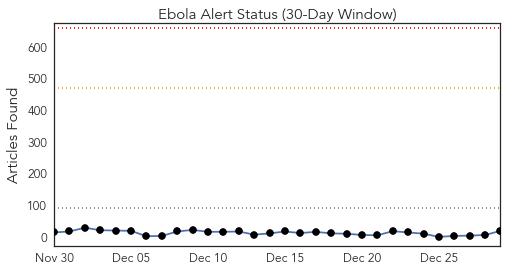 Ebola Alert Status (30-Day Window)
Articles Found
600
500
400
300
200
100
0
Nov 30 Dec 05 Dec 10 Dec 15 Dec 20 Dec 25